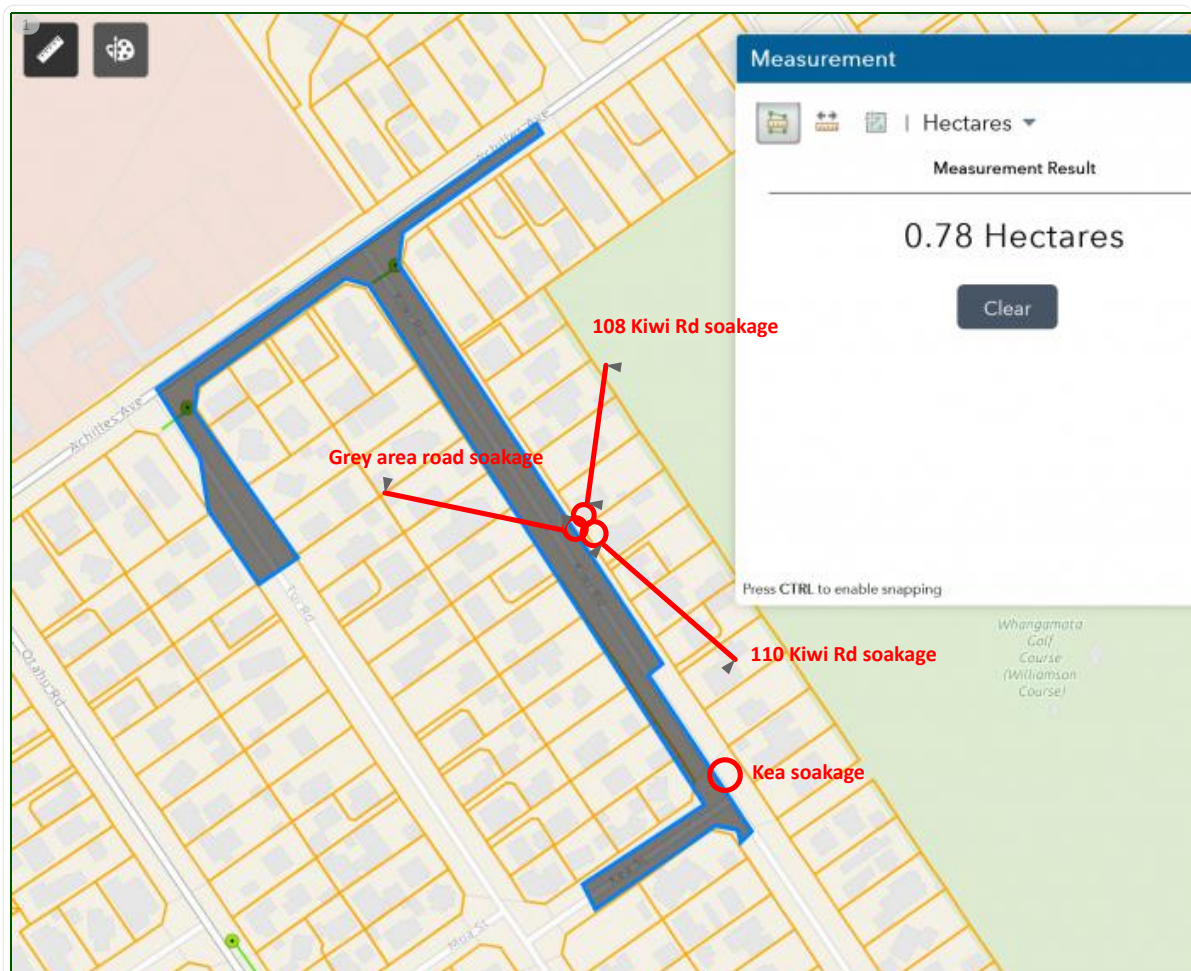 1
Measurement
| Hectares
Measurement Result
0.78 Hectares
Clear
Press CTRL to enable snapping
Achilles Ave
108 Kiwi Rd soakage
Achilles Ave
Grey area road soakage
Tui Rd
Otahu Rd
110 Kiwi Rd soakage
Whangamata
Golf
Course
(Williamson
Course)
Kea soakage
Moa St